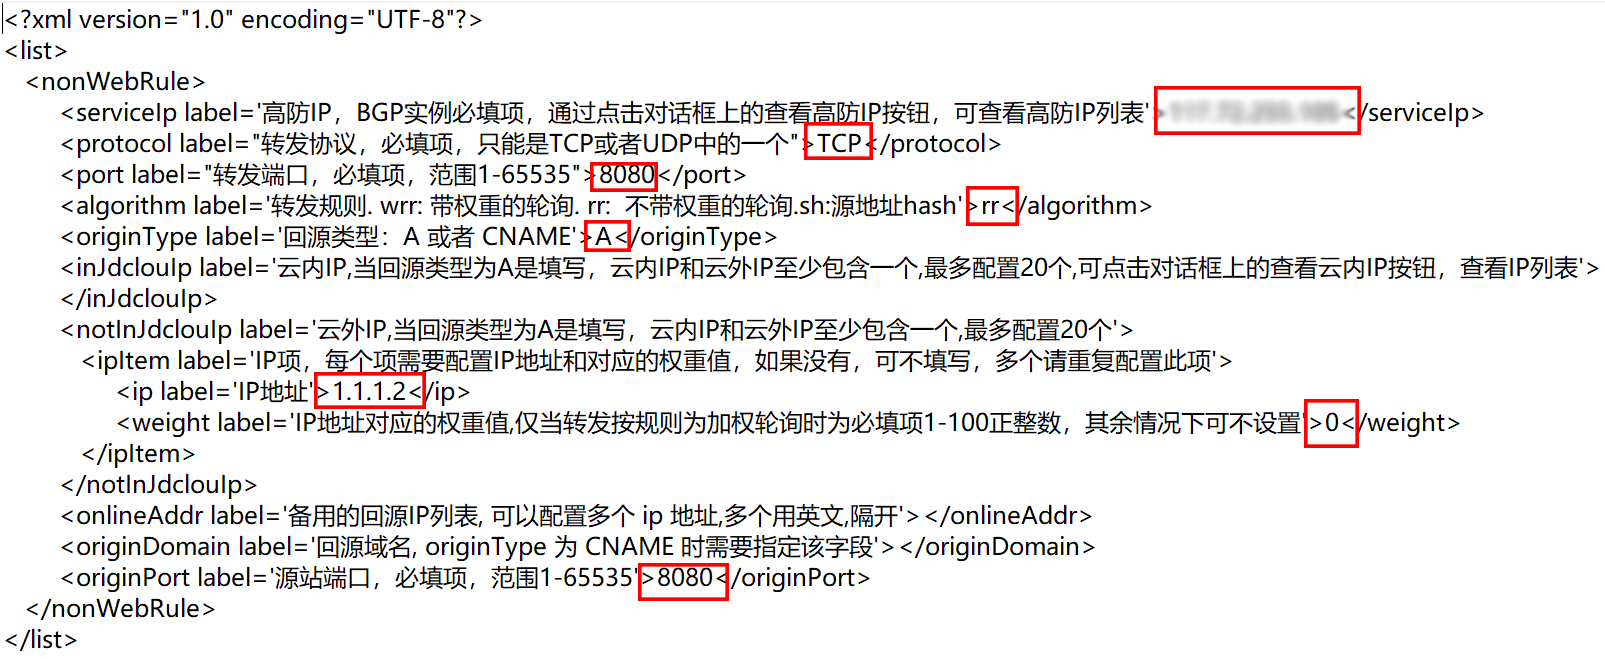 <?xml version="1.0" encoding="UTF-8"?>
<list>
<nonWebRule>
<serviceIp label='高防IP，BGP实例必填项，通过点击对话框上的查看高防IP按钮，可查看高防IP列表'></serviceIp>
<protocol label="转发协议，必填项，只能是TCP或者UDP中的一个">TCP</protocol>
<port label="转发端口，必填项，范围1-65535">8080</port>
<algorithm label='转发规则. wrr: 带权重的轮询. rr:  不带权重的轮询.sh:源地址hash'>rr</algorithm>
<originType label='回源类型：A 或者 CNAME'>A</originType>
<inJdclouIp label='云内IP,当回源类型为A是填写，云内IP和云外IP至少包含一个,最多配置20个,可点击对话框上的查看云内IP按钮，查看IP列表'>
</inJdclouIp>
<notInJdclouIp label='云外IP,当回源类型为A是填写，云内IP和云外IP至少包含一个,最多配置20个'>
<ipItem label='IP项，每个项需要配置IP地址和对应的权重值，如果没有，可不填写，多个请重复配置此项'>
<ip label='IP地址'>1.1.1.2</ip>
<weight label='IP地址对应的权重值,仅当转发按规则为加权轮询时为必填项1-100正整数，其余情况下可不设置'>0</weight>
</ipItem>
</notInJdclouIp>
<onlineAddr label='备用的回源IP列表, 可以配置多个 ip 地址,多个用英文,隔开'></onlineAddr>
<originDomain label='回源域名, originType 为 CNAME 时需要指定该字段'></originDomain>
<originPort label='源站端口，必填项，范围1-65535'>8080</originPort>
</nonWebRule>
</list>